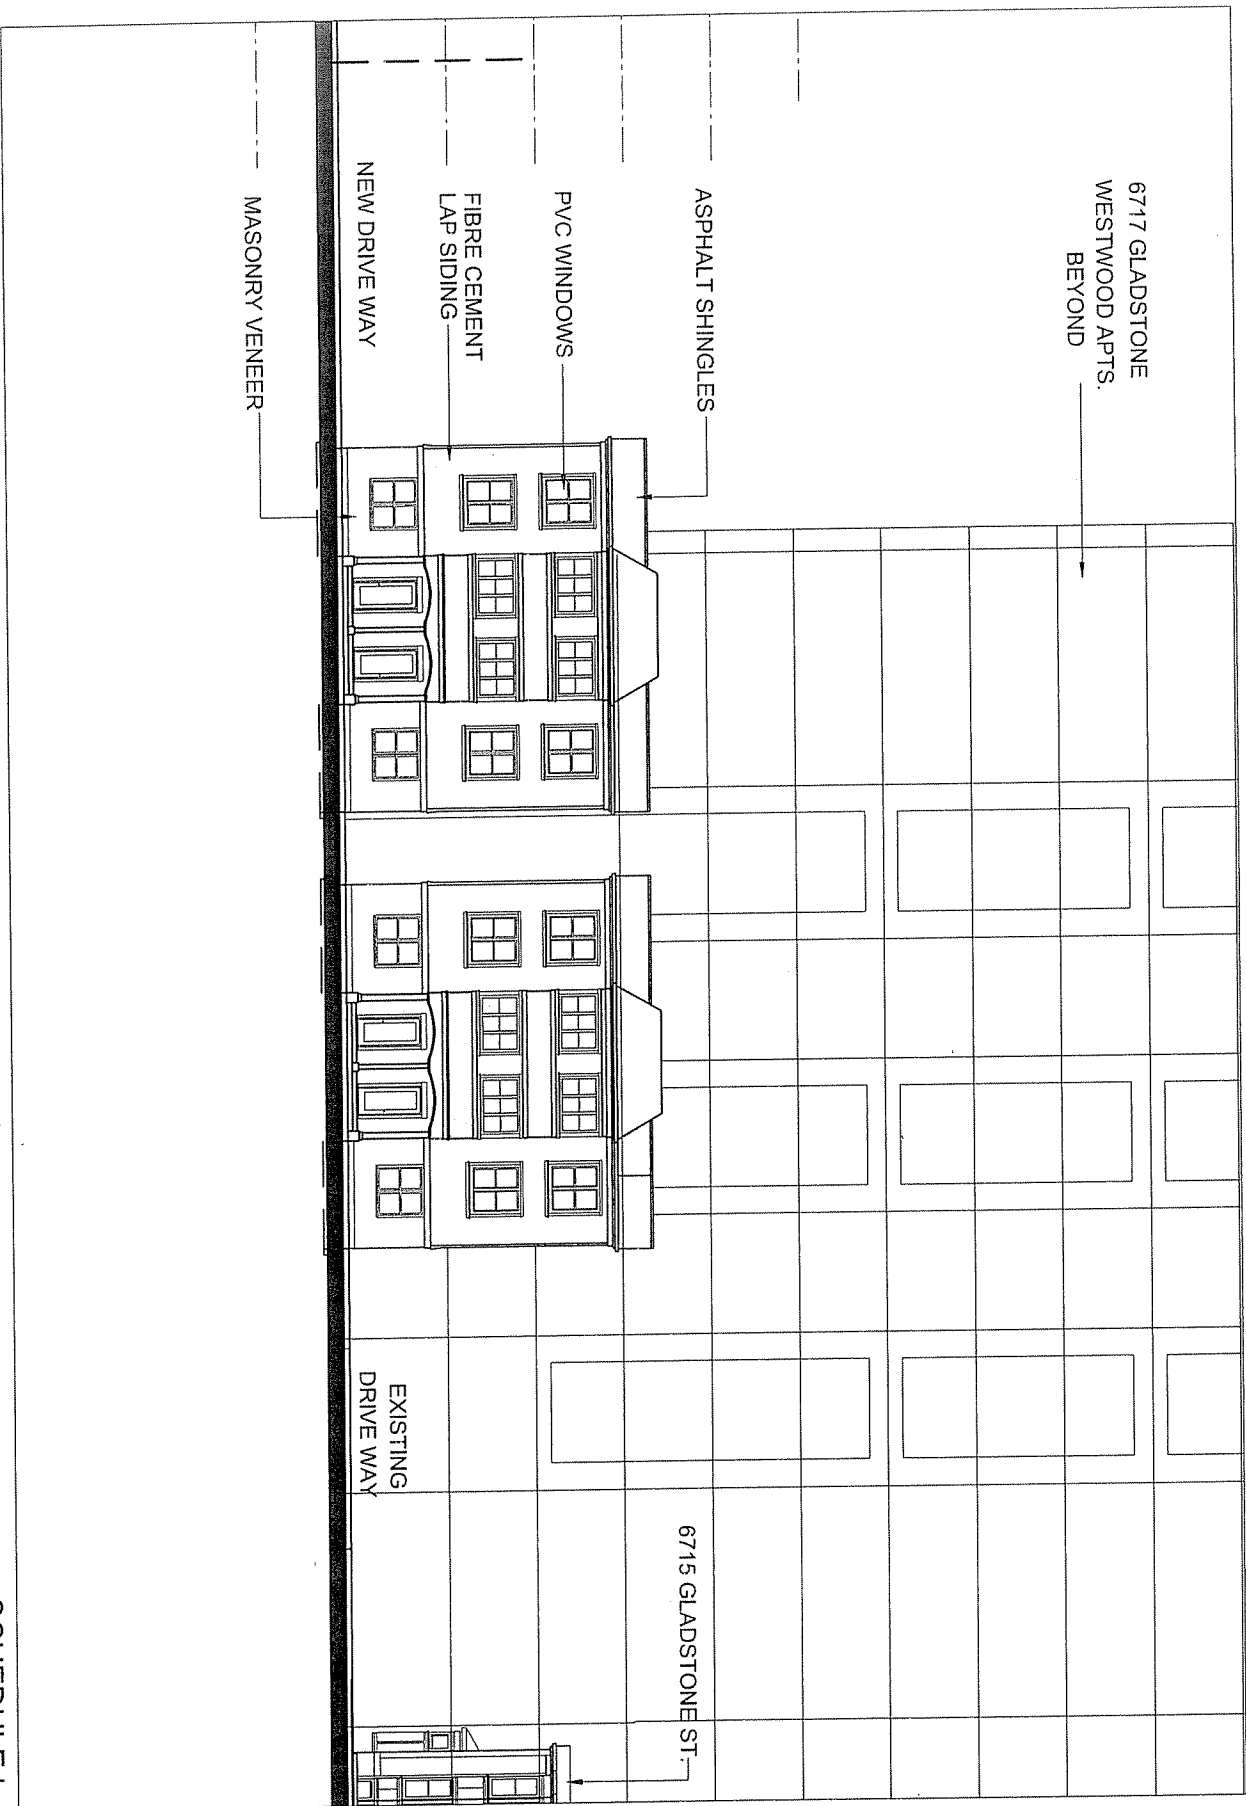 6717 GLADSTONE
WESTWOOD APTS.
BEYOND
ASPHALT SHINGLES
PVC WINDOWS
FIBRE CEMENT
LAP SIDING
NEW DRIVE WAY
MASONRY VENEER
6715 GLADSTONE ST.
EXISTING
DRIVE WAY